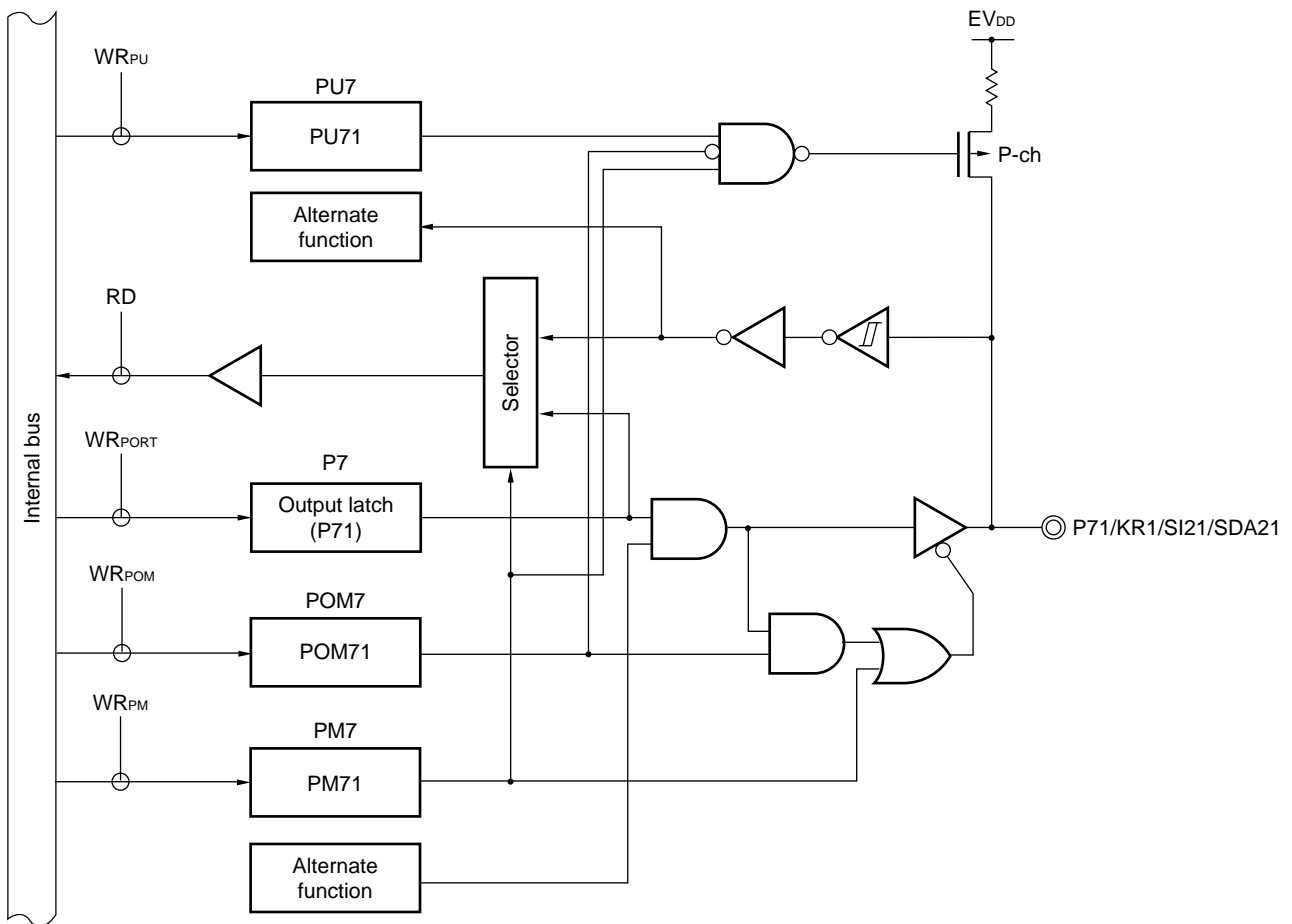 EVDD
WRPU
PU7
PU71
P-ch
Alternate
function
RD
Selector
Internal bus
WRPORT
P7
Output latch
(P71)
P71/KR1/SI21/SDA21
WRPOM
POM7
POM71
WRPM
PM7
PM71
Alternate
function